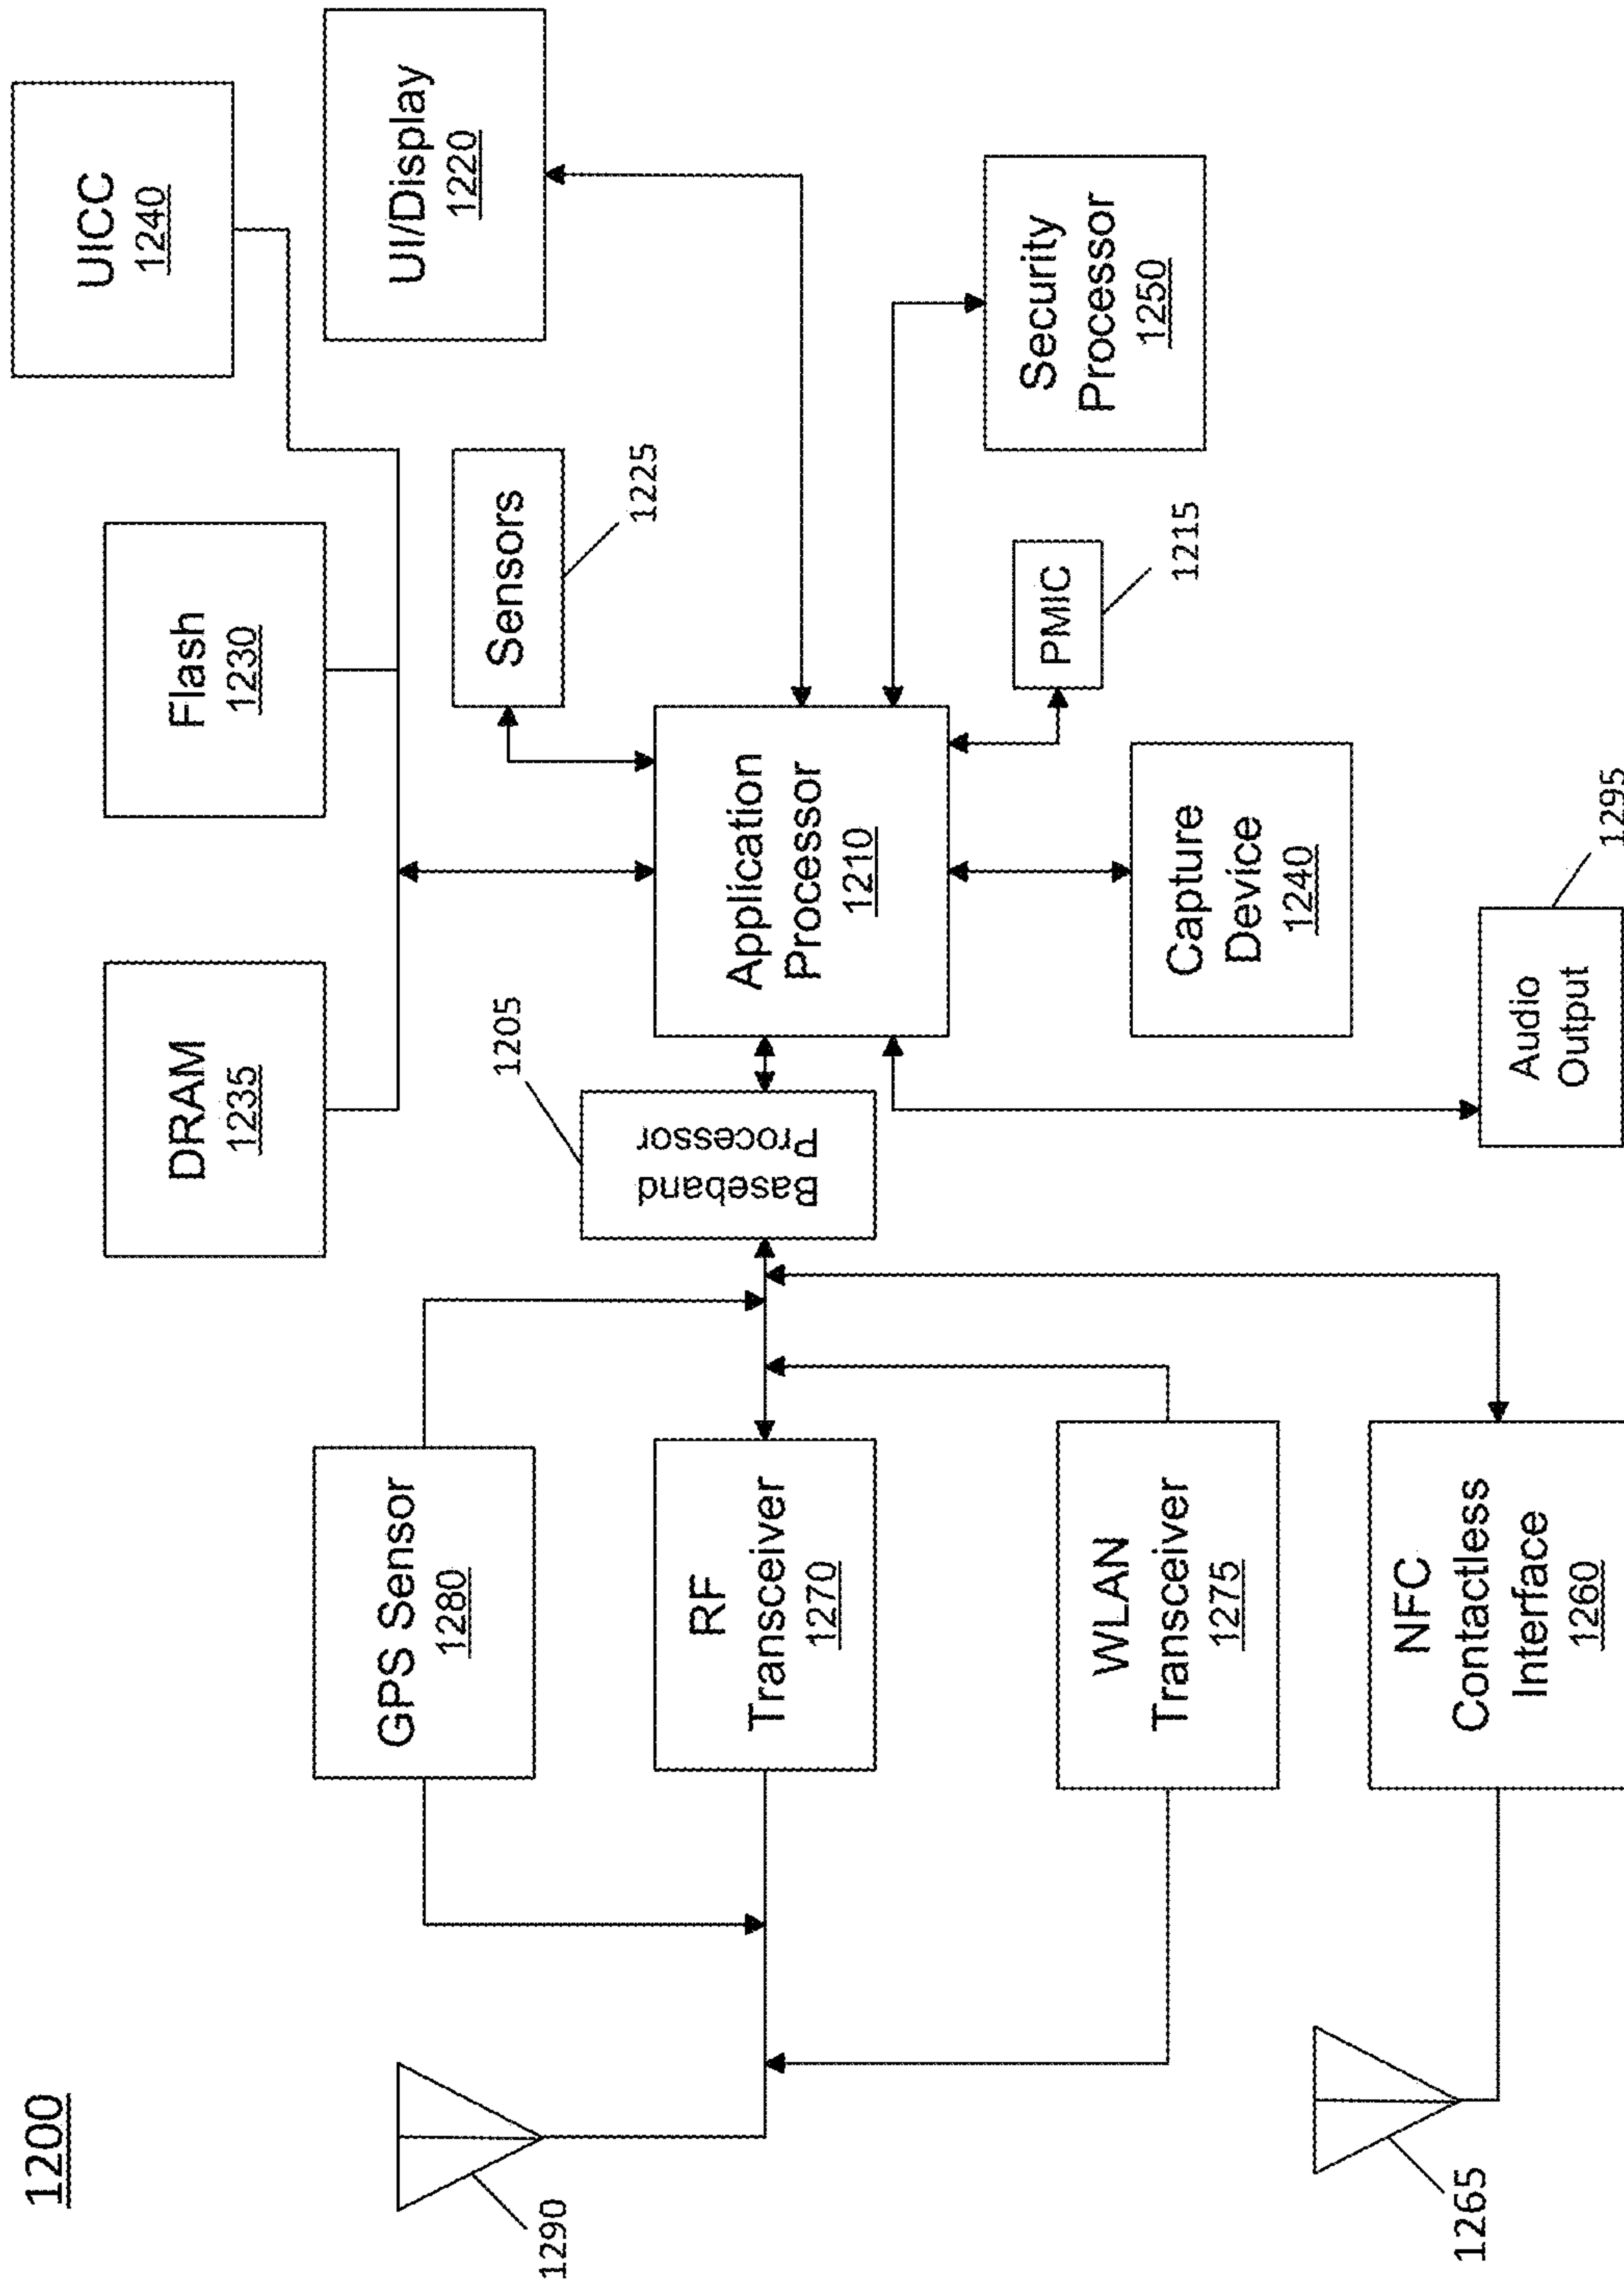 1200
UICC
1240
Flash
1230
DRAM
1235
UI/Display
1220
Sensors
1225
GPS Sensor
1280
1290
1205
Baseband
Processor
Application
Processor
1210
RF
Transceiver
1270
Security
Processor
1250
PMIC
1215
WLAN
Transceiver
1275
Capture
Device
1240
NFC
Contactless
Interface
1260
1265
Audio
Output
1295